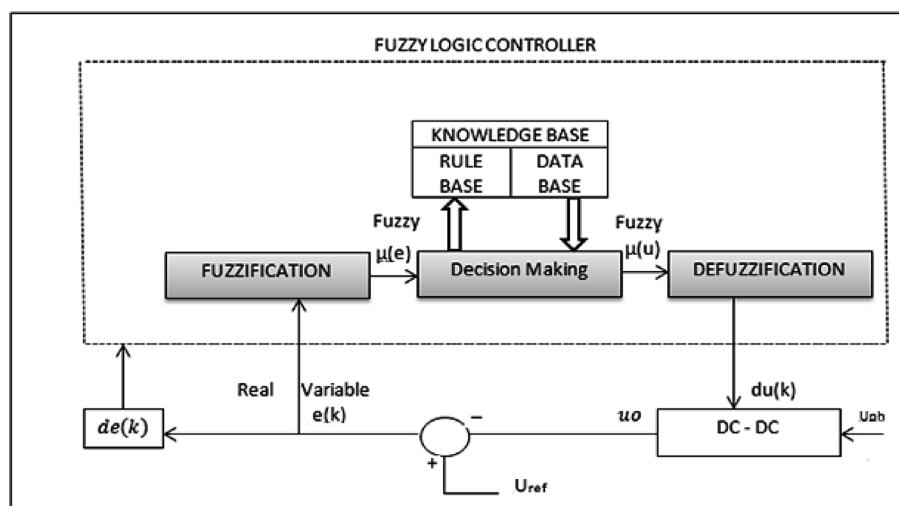 FUZZY LOGIC CONTROLLER
KNOWLEDGE BASE
RULE
BASE
DATA
BASE
Fuzzy
μ(e)
Fuzzy
μ(u)
FUZZIFICATION
Decision Making
DEFUZZIFICATION
Real
Variable
e(k)
du(k)
de(k)
uo
DC - DC
Uref